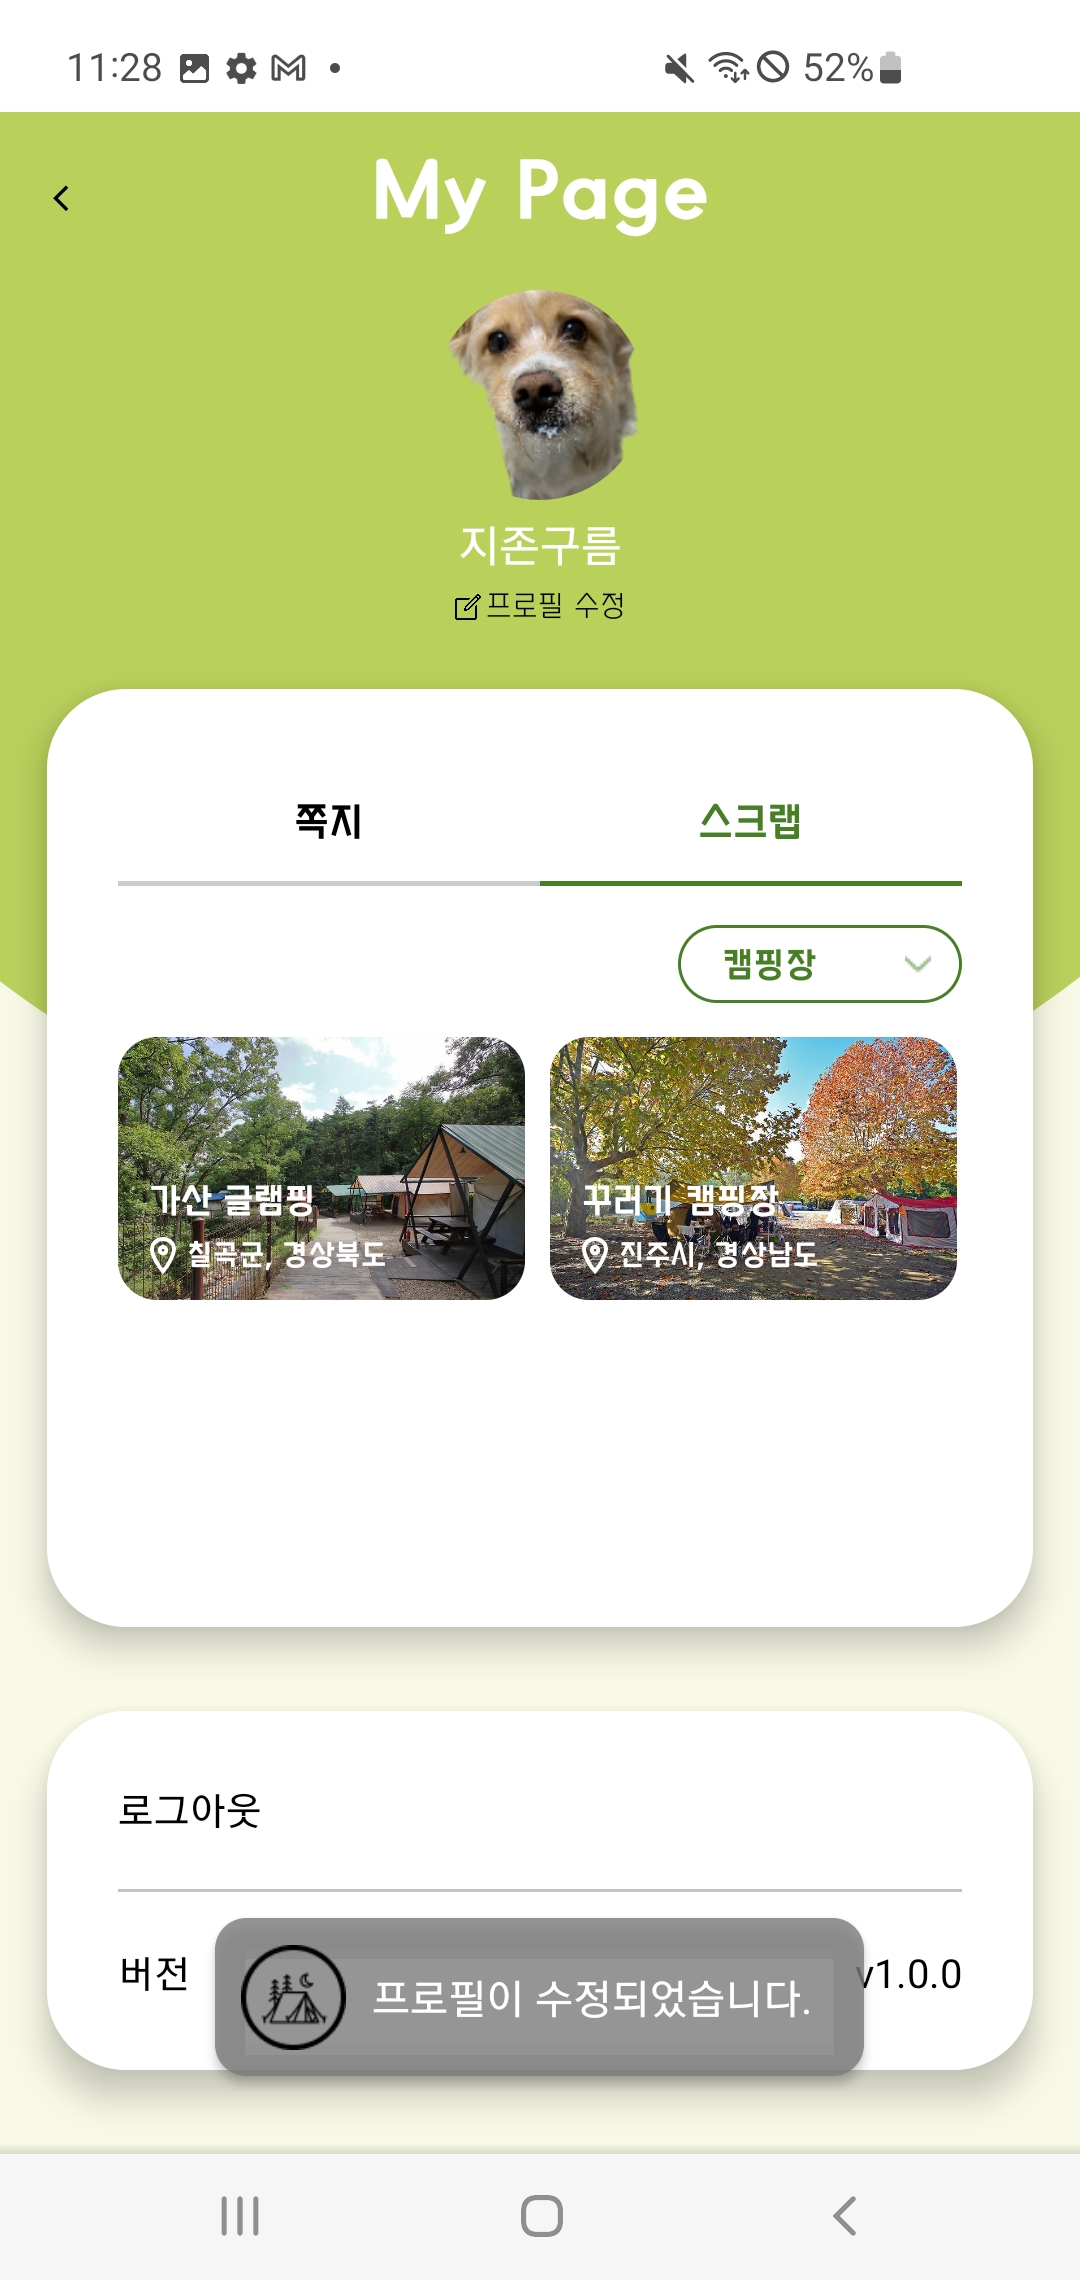 11:28
52%
My Page
지존구름
프로필 수정
쪽지
스크랩
캠핑장
가산 글램핑
칠곡군, 경상북도
꾸러기 캠핑장
진주시, 경상남도
로그아웃
버전
v1.0.0
프로필이 수정되었습니다.